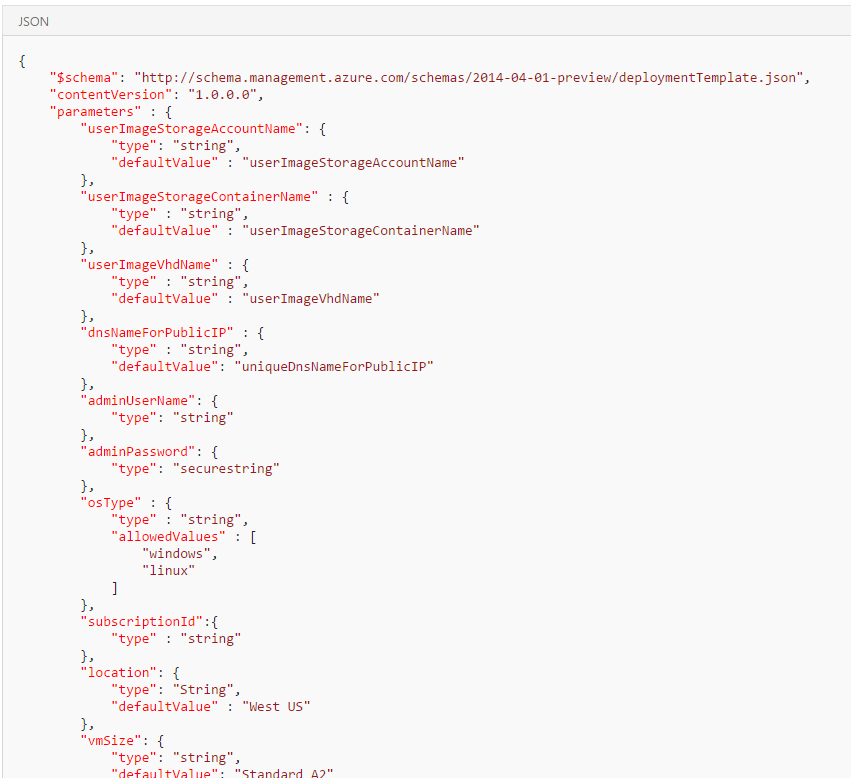 JSON
{
"$schema": "http://schema.management.azure.com/schemas/2014-04-01-preview/deploymentTemplate.json",
"contentVersion": "1.0.0.0",
"parameters" : {
"userImageStorageAccountName": {
"type": "string",
"defaultValue" : "userImageStorageAccountName"
},
"userImageStorageContainerName" : {
"type" : "string",
"defaultValue" : "userImageStorageContainerName"
},
"userImageVhdName" : {
"type" : "string",
"defaultValue" : "userImageVhdName"
},
"dnsNameForPublicIP" : {
"type" : "string",
"defaultValue": "uniqueDnsNameForPublicIP"
},
"adminUserName": {
"type": "string"
},
"adminPassword": {
"type": "securestring"
},
"osType" : {
"type" : "string",
"allowedValues" : [
"windows",
"linux"
]
},
"subscriptionId":{
"type" : "string"
},
"location": {
"type": "String",
"defaultValue" : "West US"
},
"vmSize": {
"type": "string",
"defaultValue": "Standard_A2"